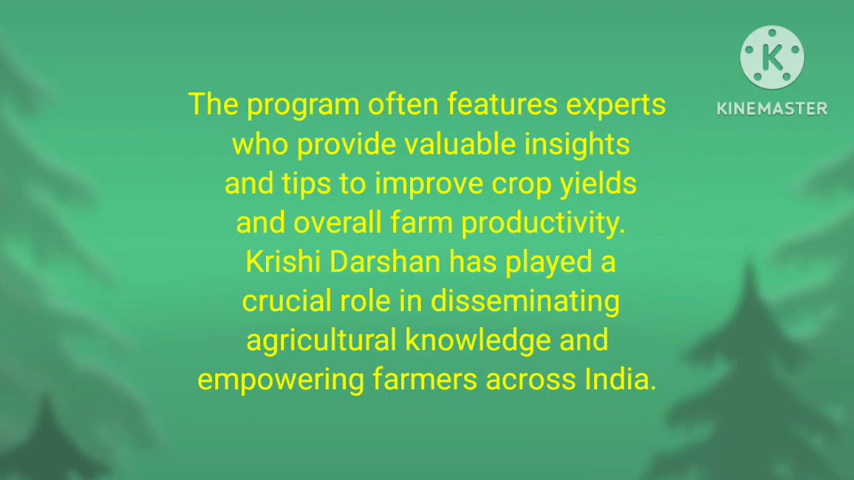 KINEMASTER
The program often features experts
who provide valuable insights
and tips to improve crop yields
and overall farm productivity.
Krishi Darshan has played a
crucial role in disseminating
agricultural knowledge and
empowering farmers across India.